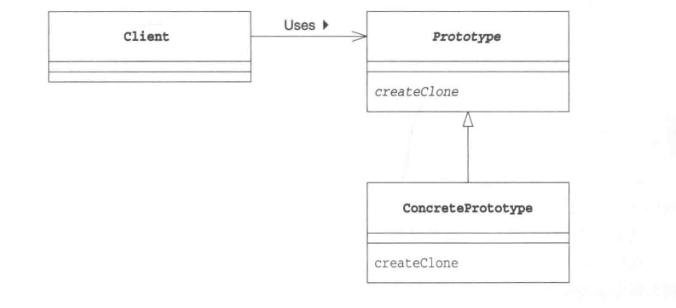 Client
Uses
Prototype
createClone
ConcretePrototype
createClone